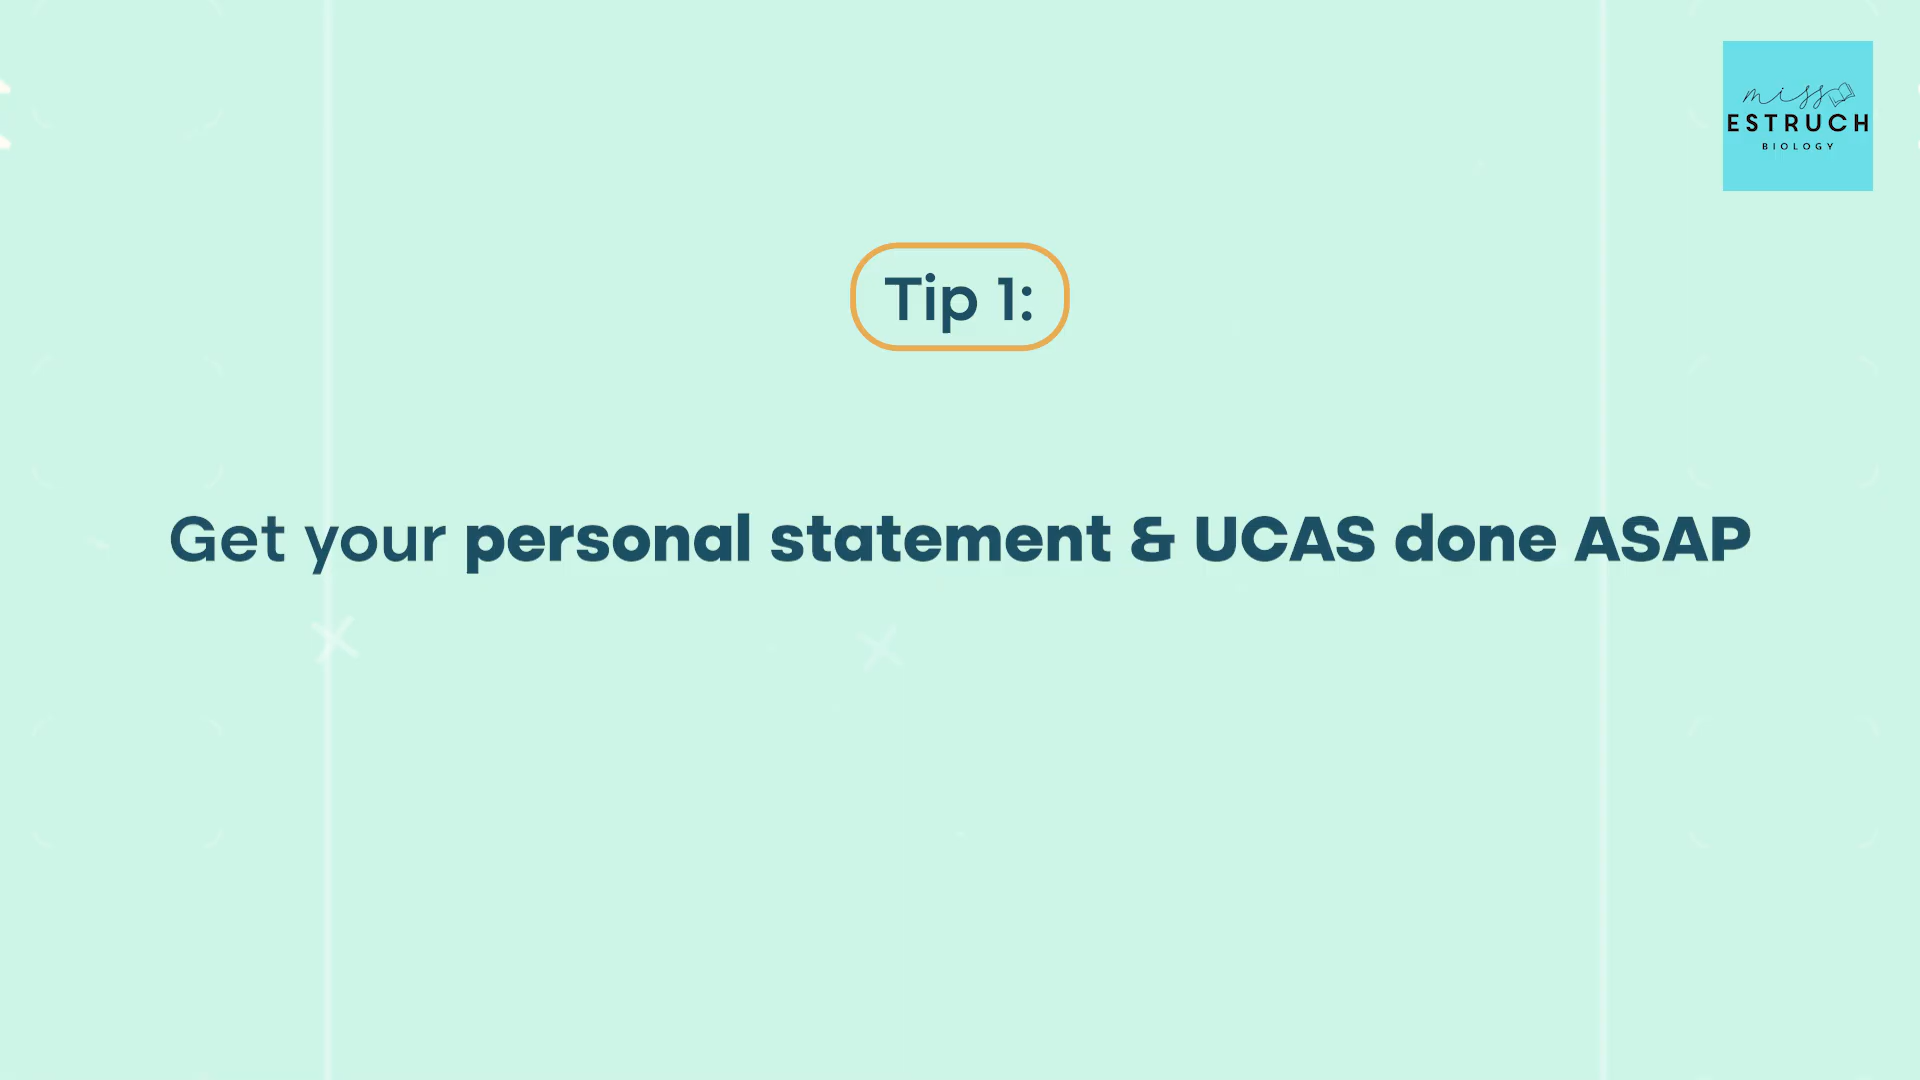 miss
ESTRUCH
BIOLOGY
Tip 1:
Get your personal statement & UCAS done ASAP